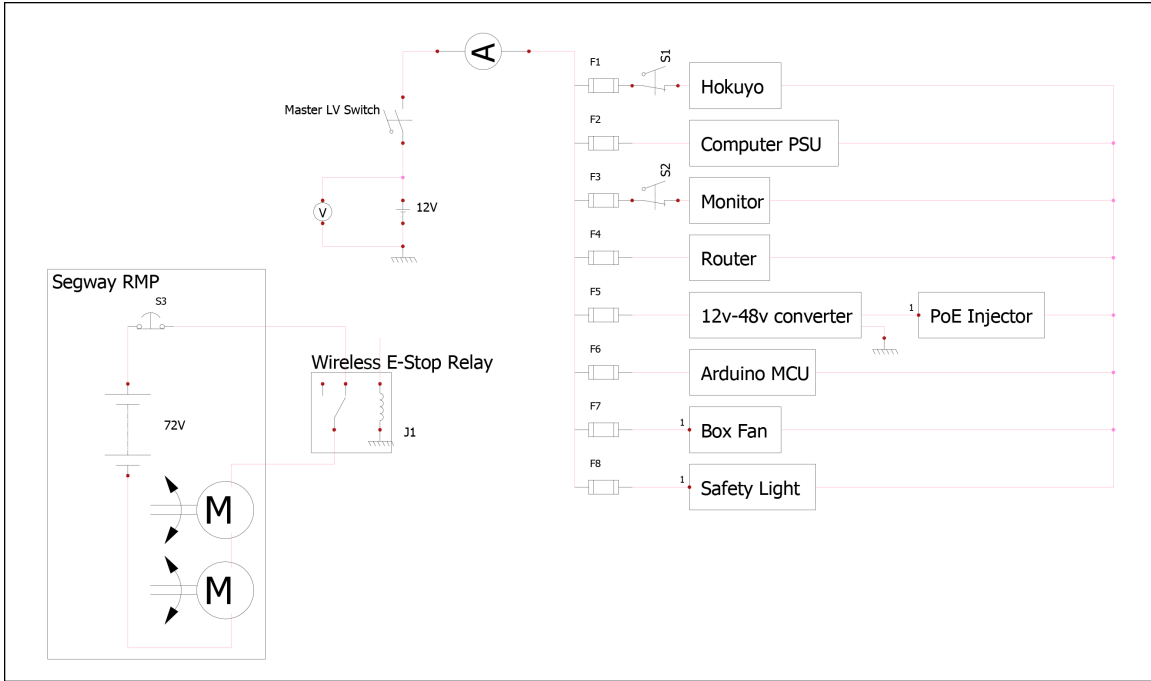 A
F1
S1
Hokuyo
Master LV Switch
F2
Computer PSU
F3
S2
Monitor
V
12V
F4
Router
Segway RMP
S3
F5
12v-48v converter
1
PoE Injector
Wireless E-Stop Relay
F6
Arduino MCU
72V
J1
F7
1
Box Fan
M
F8
1
Safety Light
M